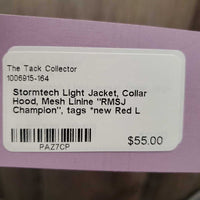 The Tack Collector
1006915-164
Stormtech Light Jacket, Collar
Hood, Mesh Linine "RMSJ
Champion", tags *new Red L
$55.00
PAZ7CP